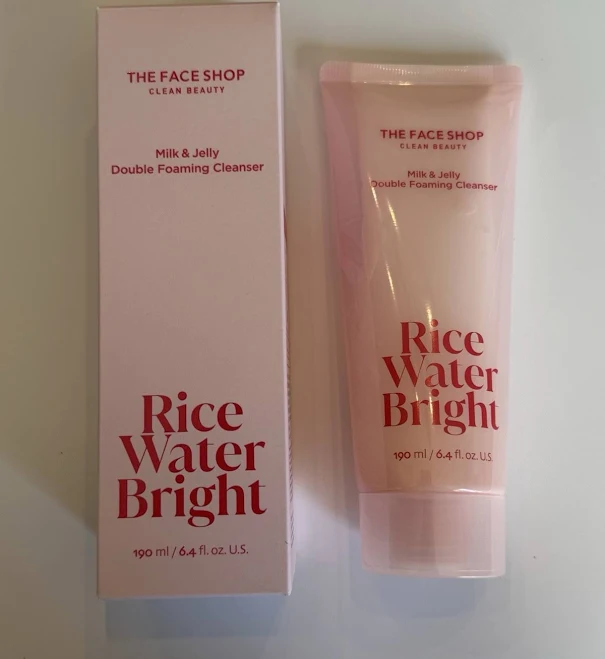 THE FACE SHOP
CLEAN BEAUTY
Milk & Jelly
Double Foaming Cleanser
Rice
Water
Bright
190 ml / 6.4 fl. oz. U.S.
THE FACE SHOP
CLEAN BEAUTY
Milk & Jelly
Double Foaming Cleanser
Rice
Water
Bright
190 ml / 6.4 fl. oz. U.S.